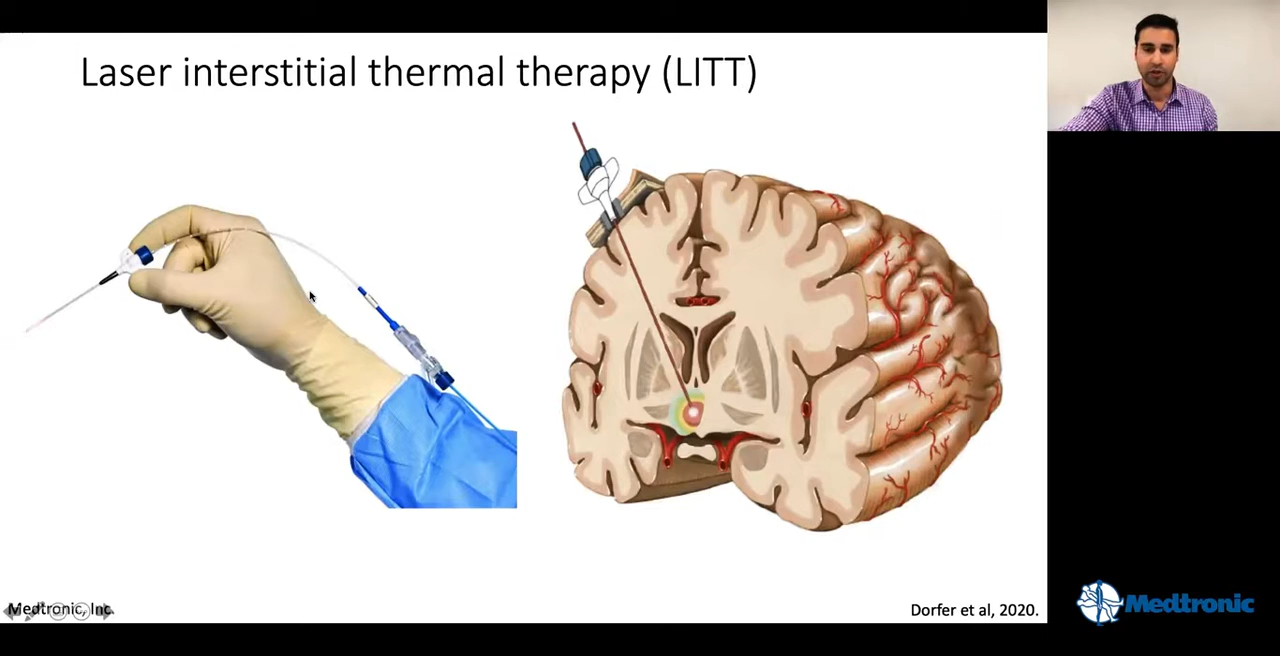 Laser interstitial thermal therapy (LITT)
Medtronic, Inc.
Dorfer et al, 2020.
Medtronic